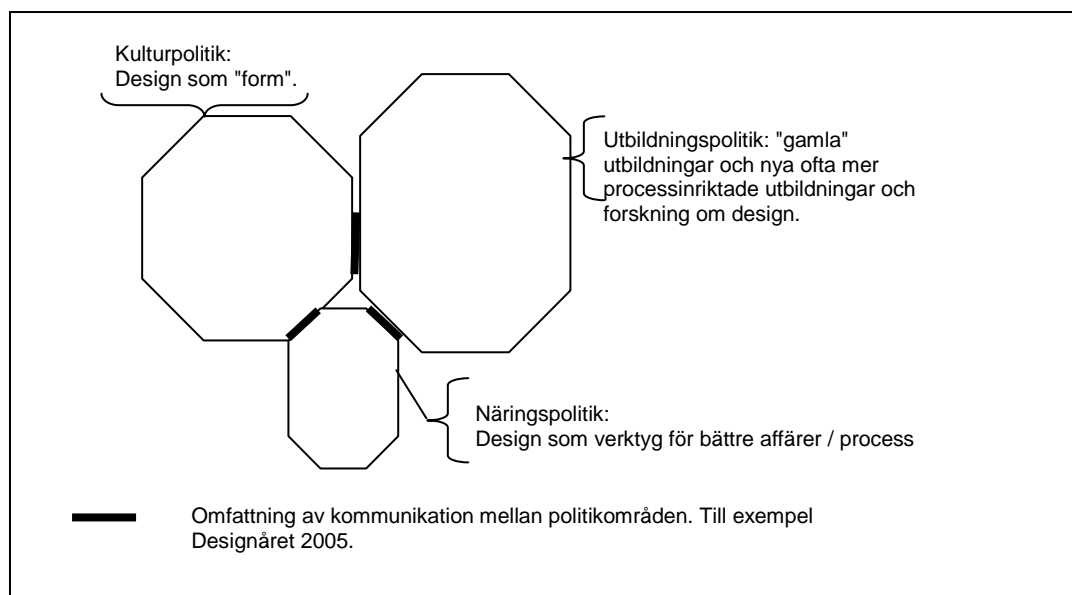 Kulturpolitik:
Design som "form".
Utbildningspolitik: "gamla"
utbildningar och nya ofta mer
processinriktade utbildningar och
forskning om design.
Näringspolitik:
Design som verktyg för bättre affärer / process
Omfattning av kommunikation mellan politikområden. Till exempel
Designåret 2005.